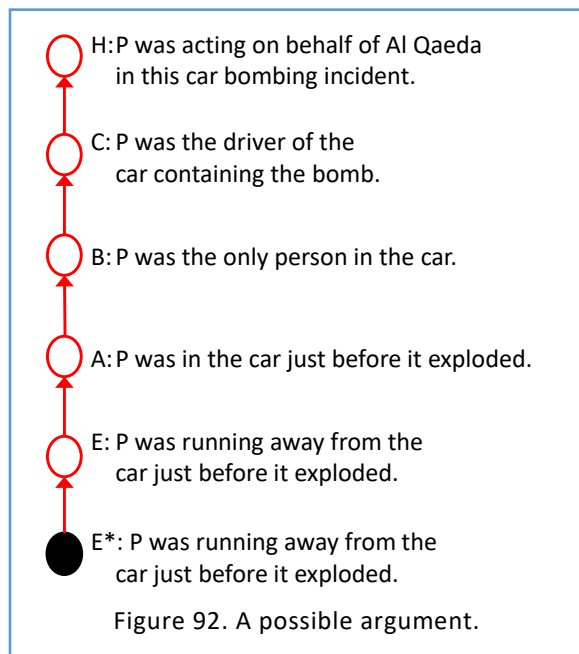 H: P was acting on behalf of Al Qaeda
in this car bombing incident.
C: P was the driver of the
car containing the bomb.
B: P was the only person in the car.
A: P was in the car just before it exploded.
E: P was running away from the
car just before it exploded.
E*: P was running away from the
car just before it exploded.
Figure 92. A possible argument.